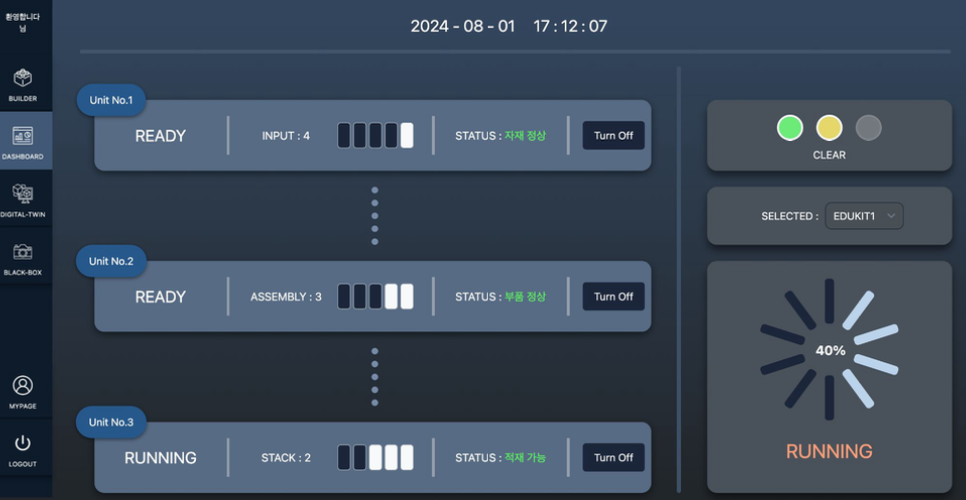 환영합니다
님
BUILDER
DASHBOARD
DIGITAL-TWIN
BLACK-BOX
MYPAGE
LOGOUT
2024 - 08 - 01 17 : 12 : 07
Unit No.1
READY
INPUT : 4
STATUS : 자재 정상
Turn Off
Unit No.2
READY
ASSEMBLY : 3
STATUS : 부품 정상
Turn Off
Unit No.3
RUNNING
STACK : 2
STATUS : 적재 가능
Turn Off
CLEAR
SELECTED : EDUKIT1
40%
RUNNING